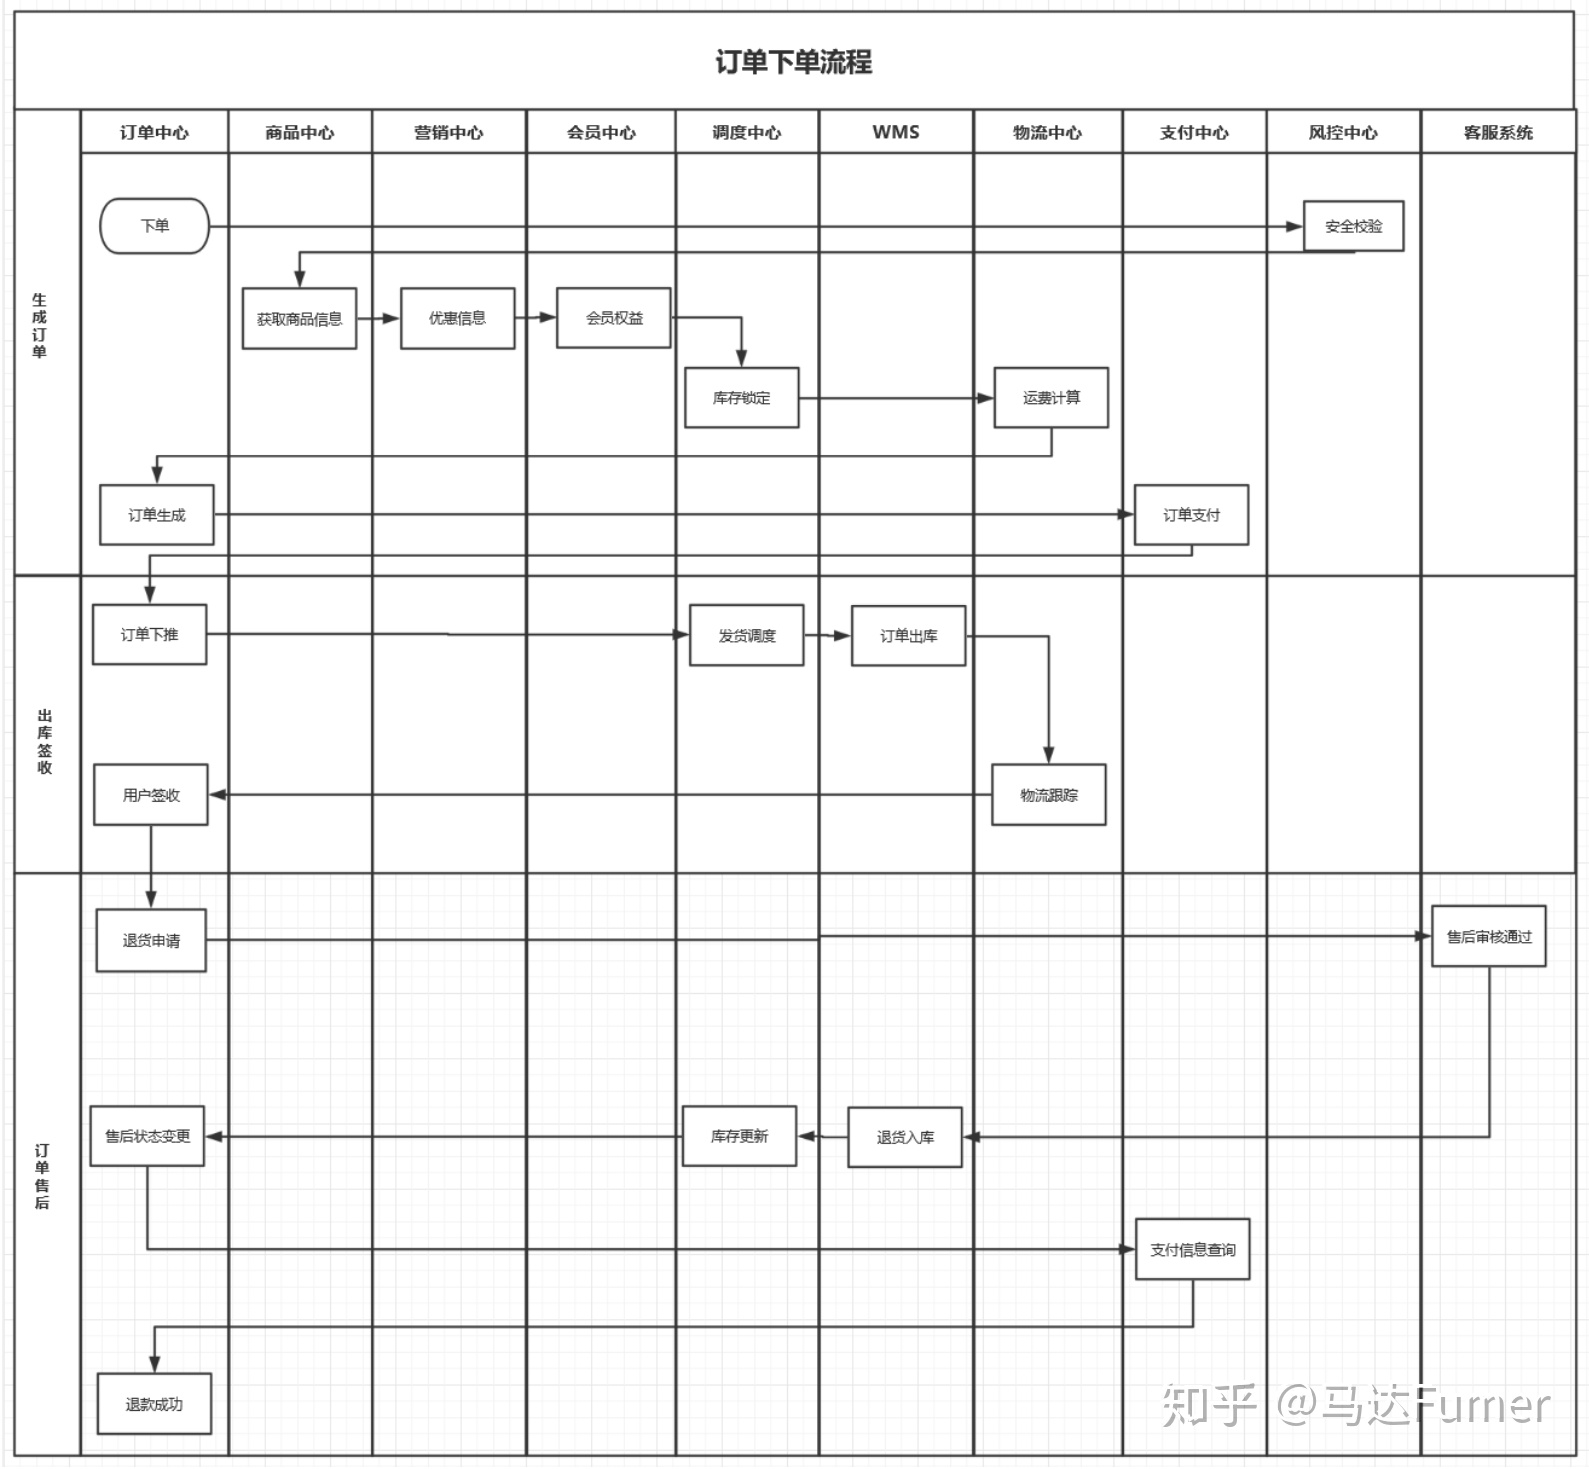 订单下单流程
订单中心
商品中心
营销中心
会员中心
调度中心
WMS
物流中心
支付中心
风控中心
客服系统
生成订单
下单
安全校验
获取商品信息
优惠信息
会员权益
库存锁定
运费计算
订单生成
订单支付
出库签收
订单下推
发货调度
订单出库
用户签收
物流跟踪
订单售后
退货申请
售后审核通过
售后状态变更
库存更新
退货入库
支付信息查询
退款成功
知乎 @马达Furner